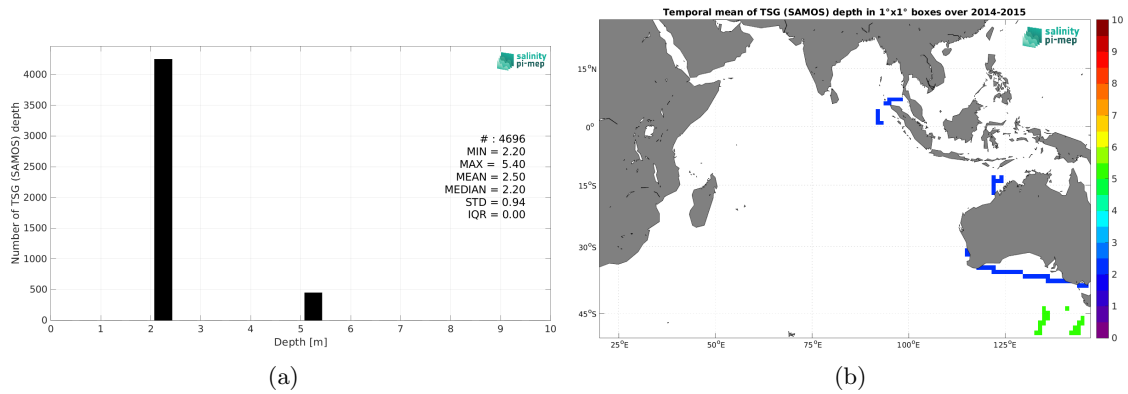 salinity
pi-mep
Number of TSG (SAMOS) depth
4000
3500
3000
2500
2000
1500
1000
500
0
# : 4696
MIN = 2.20
MAX = 5.40
MEAN = 2.50
MEDIAN = 2.20
STD = 0.94
IQR = 0.00
0 1 2 3 4 5 6 7 8 9 10
Depth [m]
(a)
Temporal mean of TSG (SAMOS) depth in 1°x1° boxes over 2014-2015
salinity
pi-mep
15°N
0°
15°S
30°S
45°S
25°E 50°E 75°E 100°E 125°E
10
9
8
7
6
5
4
3
2
1
0
(b)